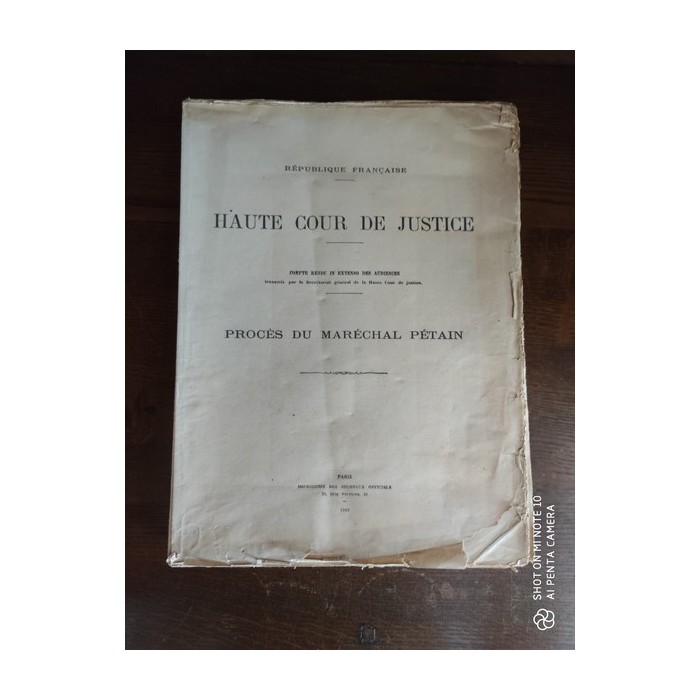 RÉPUBLIQUE FRANÇAISE
HAUTE COUR DE JUSTICE
COMPTE RENDU IN EXTENSO DES AUDIENCES
transmis par le Secrétariat général de la Haute Cour de justice.
PROCÈS DU MARÉCHAL PÉTAIN
PARIS
IMPRIMERIE DES JOURNAUX OFFICIELS
31, 
1945
SHOT ON MI NOTE 10
AI PENTA CAMERA